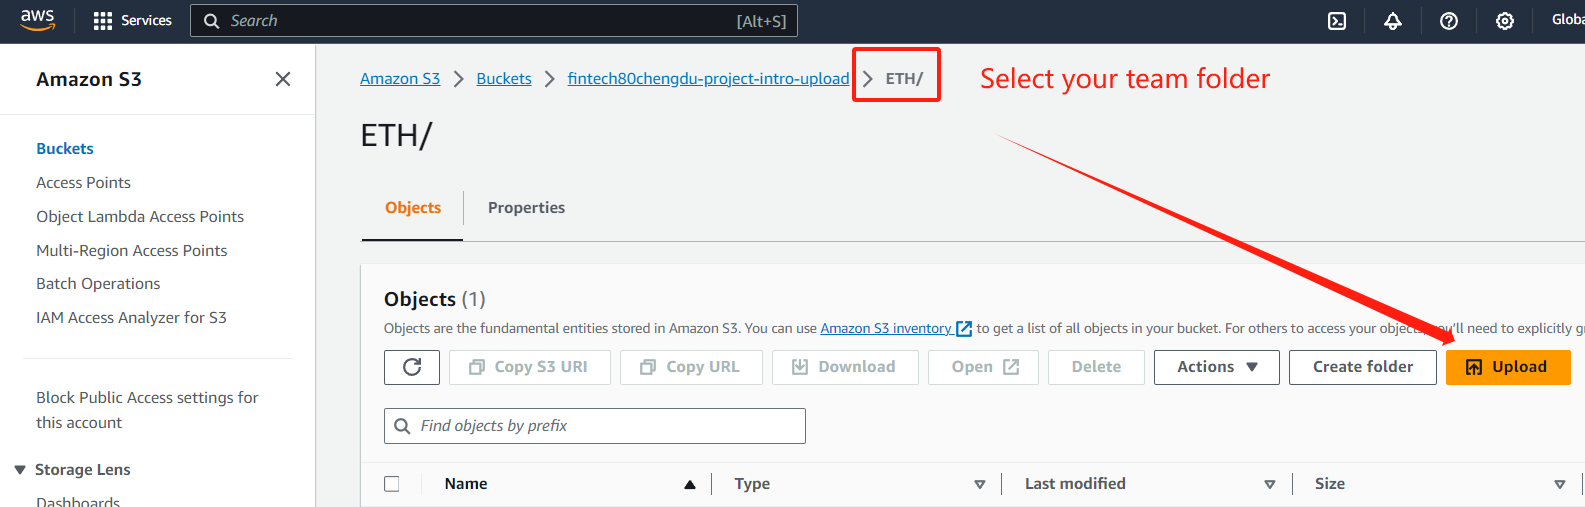 aws
Services
Search
[Alt+S]
Amazon S3
Buckets
Access Points
Object Lambda Access Points
Multi-Region Access Points
Batch Operations
IAM Access Analyzer for S3
Block Public Access settings for
this account
Storage Lens
Dashboards
Amazon S3 > Buckets > fintech80chengdu-project-intro-upload > ETH/
Select your team folder
ETH/
Objects
Properties
Objects (1)
Objects are the fundamental entities stored in Amazon S3. You can use Amazon S3 inventory to get a list of all objects in your bucket. For others to access your objects, you'll need to explicitly
Copy S3 URI
Copy URL
Download
Open
Delete
Actions
Create folder
Upload
Find objects by prefix
Name
Type
Last modified
Size